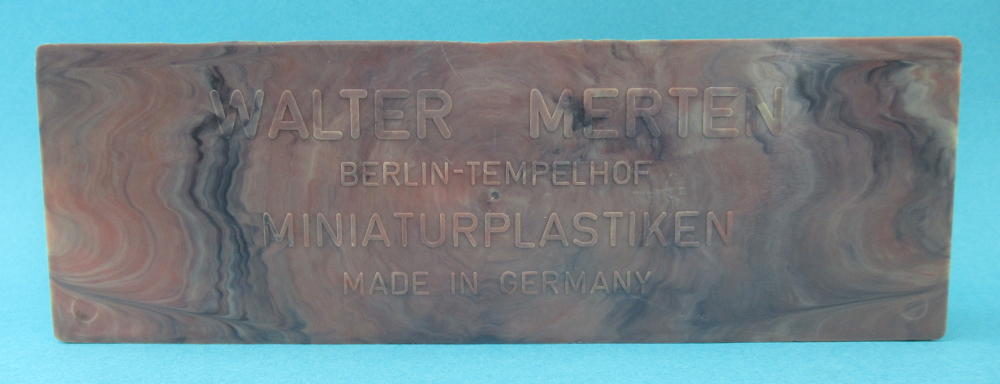 WALTER MERTEN
BERLIN-TEMPELHOF
MINIATURPLASTIKEN
MADE IN GERMANY